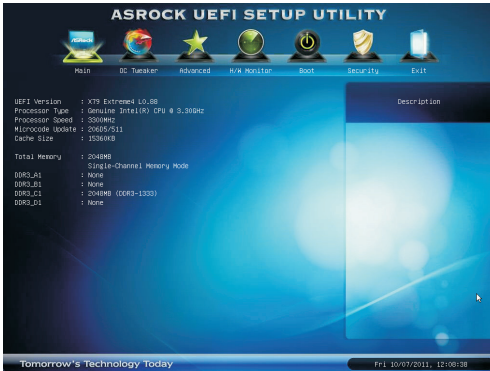 ASROCK UEFI SETUP UTILITY
ASRock
Main OC Tweaker Advanced H/W Monitor Boot Security Exit
UEFI Version : X79 Extreme4 L0.88
Processor Type : Genuine Intel(R) CPU @ 3.30GHz
Processor Speed : 3300MHz
Microcode Update : 206D5/511
Cache Size : 15360KB
Total Memory : 2048MB
Single-Channel Memory Mode
DDR3_A1 : None
DDR3_B1 : None
DDR3_C1 : 2048MB (DDR3-1333)
DDR3_D1 : None
Description
Tomorrow's Technology Today
Fri 10/07/2011, 12:08:38